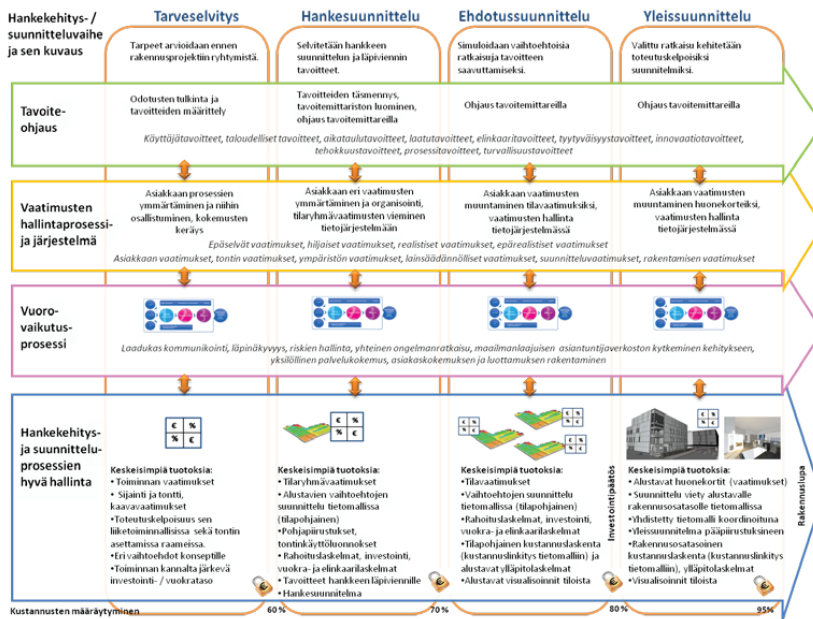 Hankekehitys- /
suunnitteluvaihe
ja sen kuvaus
Tarveselvitys
Hankesuunnittelu
Ehdotussuunnittelu
Yleissuunnittelu
Tarpeet arvioidaan ennen
rakennusprojektiin ryhtymistä.
Selvitetään hankkeen
suunnittelun ja läpiviennin
tavoitteet.
Simuloidaan vaihtoehtoisia
ratkaisuja tavoitteen
saavuttamiseksi.
Valittu ratkaisu kehitetään
toteutuskelpoisiksi
suunnitelmiksi.
Tavoite-
ohjaus
Odotusten tulkinta ja
tavoitteiden määrittely
Tavoitteiden täsmennys,
tavoitemittariston luominen,
ohjaus tavoitemittareilla
Ohjaus tavoitemittareilla
Ohjaus tavoitemittareilla
Käyttäjätavoitteet, taloudelliset tavoitteet, aikataulutavoitteet, laatutavoitteet, elinkaaritavoitteet, tyytyväisyystavoitteet, innovaatiotavoitteet,
tehokkuustavoitteet, prosessitavoitteet, turvallisuustavoitteet
Vaatimusten
hallintaprosessi-
ja järjestelmä
Asiakkaan prosessien
ymmärtäminen ja niihin
osallistuminen, kokemusten
keräys
Asiakkaan eri vaatimusten
ymmärtäminen ja organisointi,
tilaryhmävaatimusten vieminen
tietojärjestelmään
Asiakkaan vaatimusten
muuntaminen tilavaatimuksiksi,
vaatimusten hallinta
tietojärjestelmässä
Asiakkaan vaatimusten
muuntaminen huonekorteiksi,
vaatimusten hallinta
tietojärjestelmässä
Epäselvät vaatimukset, hiljaiset vaatimukset, realistiset vaatimukset, epärealistiset vaatimukset
Asiakkaan vaatimukset, tontin vaatimukset, ympäristön vaatimukset, lainsäädännölliset vaatimukset, suunnitteluvaatimukset, rakentamisen vaatimukset
Vuoro-
vaikutus-
prosessi
Laadukas kommunikointi, läpinäkyvyys, riskien hallinta, yhteinen ongelmanratkaisu, maailmanlaajuisen asiantuntijaverkoston kytkeminen kehitykseen,
yksilöllinen palvelukokemus, asiakaskokemuksen ja luottamuksen rakentaminen
Hankekehitys-
ja suunnittelu-
prosessien
hyvä hallinta
€ %
% €
€ %
% €
€ %
% €
€ %
% €
€ %
% €
€ %
% €
€ %
% €
Keskeisimpiä tuotoksia:
•Toiminnan vaatimukset
• Sijainti ja tontti,
kaavavaatimukset
•Toteutuskelpoisuus sen
liiketoiminnallisissa sekä tontin
asettamissa raameissa.
•Eri vaihtoehdot konseptille
•Toiminnan kannalta järkevä
investointi- / vuokrataso
Keskeisimpiä tuotoksia:
•Tilaryhmävaatimukset
•Alustavien vaihtoehtojen
suunnittelu tietomallissa
(tilapohjainen)
•Pohjapiirustukset,
tontinkäyttöluonnokset
•Rahoituslaskelmat, investointi,
vuokra- ja elinkaarilaskelmat
•Tavoitteet hankkeen läpiviennille
•Hankesuunnitelma
Keskeisimpiä tuotoksia:
•Tilavaatimukset
•Vaihtoehtojen suunnittelu
tietomallissa (tilapohjainen)
•Rahoituslaskelmat, investointi,
vuokra- ja elinkaarilaskelmat
•Tilapohjainen kustannuslaskenta
(kustannuslinkitys tietomalliin) ja
alustavat ylläpitolaskelmat
•Alustavat visualisoinnit tiloista
Investointipäätös
Keskeisimpiä tuotoksia:
•Alustavat huonekortit (vaatimukset)
•Suunnittelu viety alustavalle
rakennusosatasolle tietomallissa
•Yhdistetty tietomalli koordinoituna
•Yleissuunnitelma pääpiirustuksineen
•Rakennusosatasoinen
kustannuslaskenta (kustannuslinkitys
tietomalliin), ylläpitolaskelmat
•Visualisoinnit tiloista
Rakennuslupa
€
€
€
€
Kustannusten määräytyminen
60 %
70 %
80 %
95%